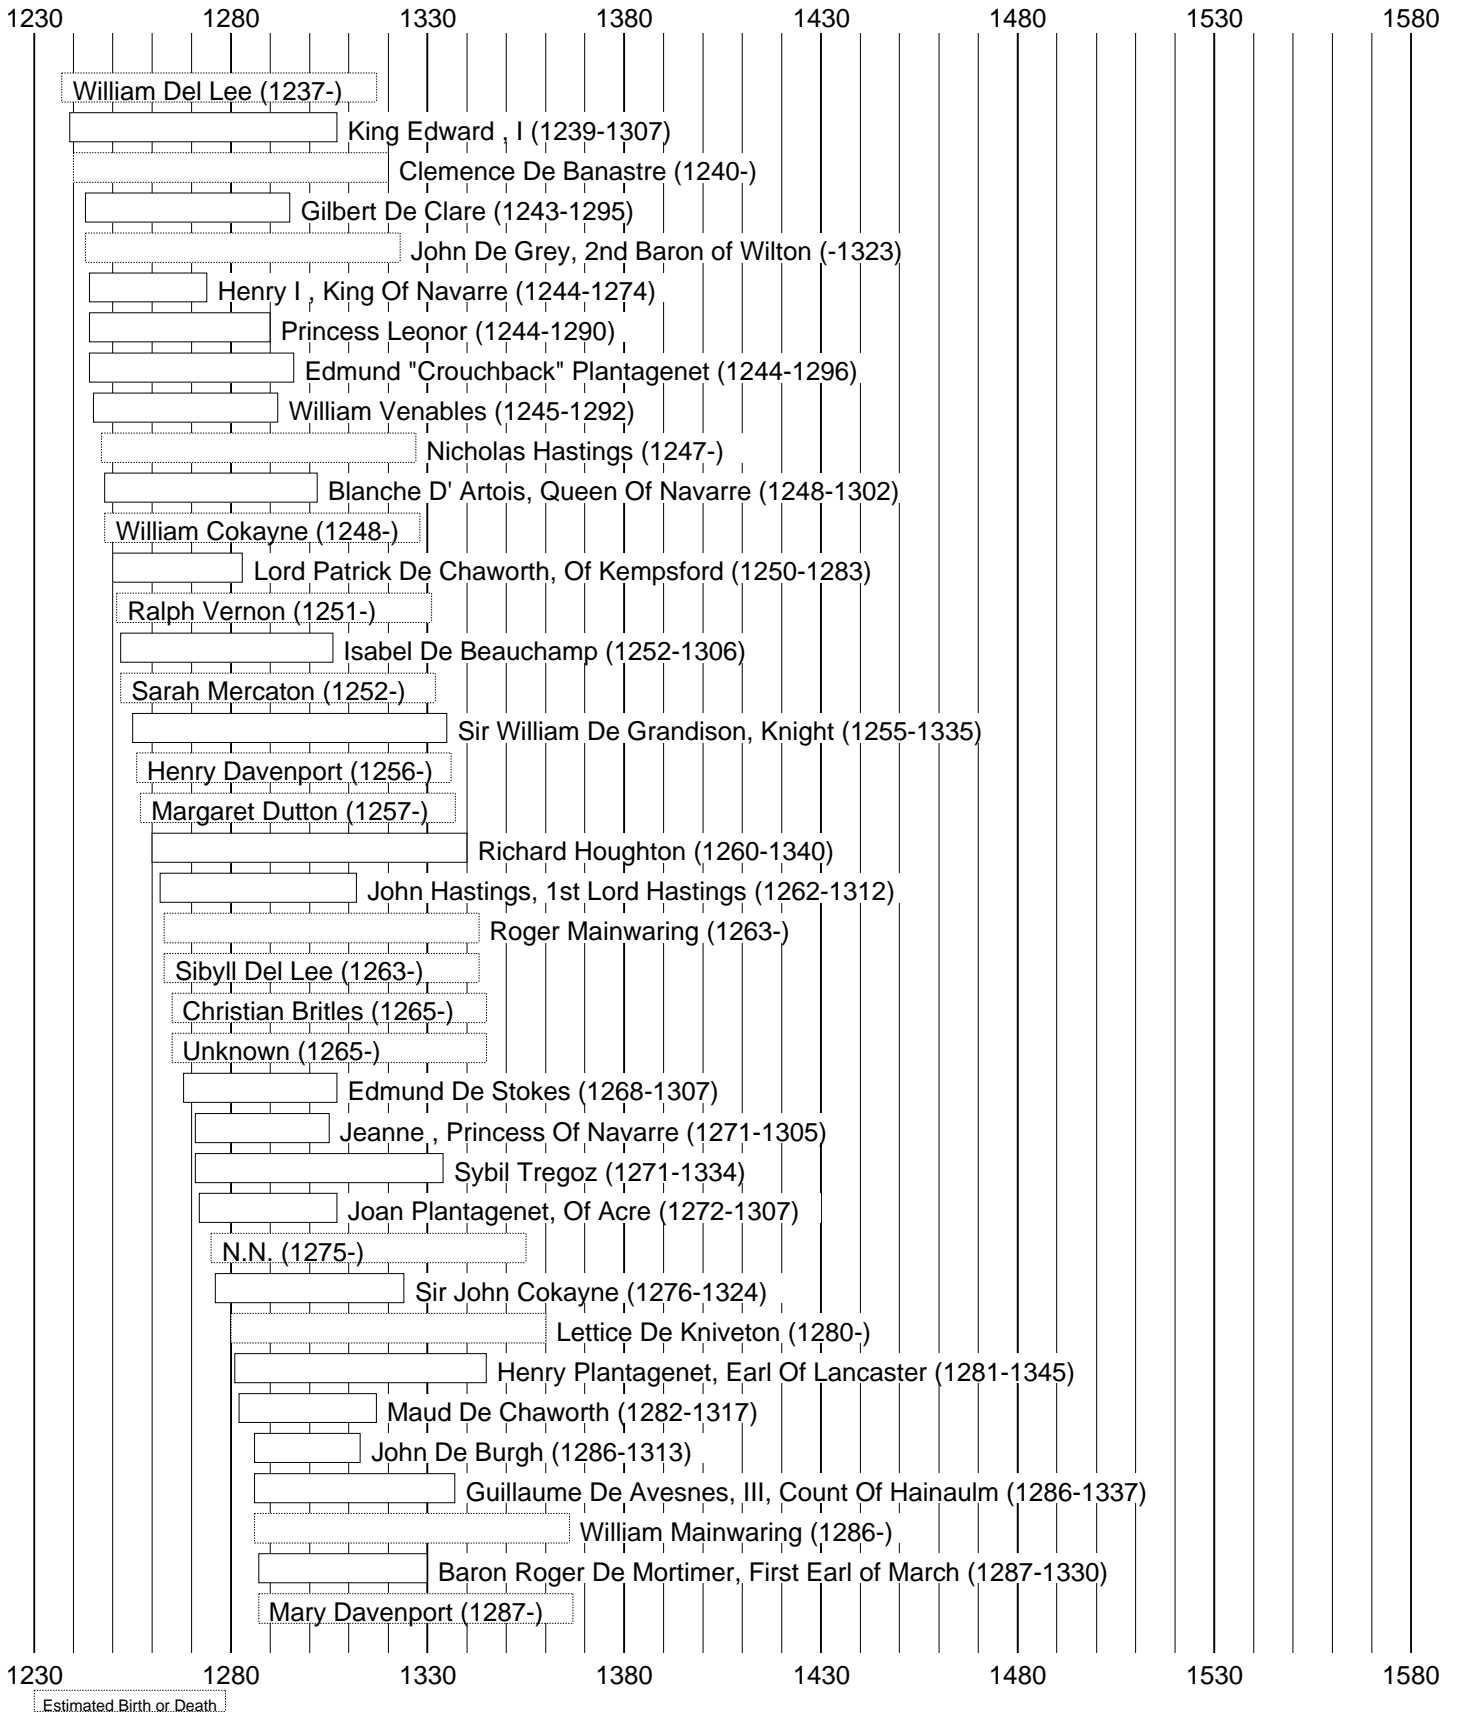 1230 1280 1330 1380 1430 1480 1530 1580
William Del Lee (1237-)
King Edward , I (1239-1307)
Clemence De Banastre (1240-)
Gilbert De Clare (1243-1295)
John De Grey, 2nd Baron of Wilton (-1323)
Henry I , King Of Navarre (1244-1274)
Princess Leonor (1244-1290)
Edmund "Crouchback" Plantagenet (1244-1296)
William Venables (1245-1292)
Nicholas Hastings (1247-)
Blanche D' Artois, Queen Of Navarre (1248-1302)
William Cokayne (1248-)
Lord Patrick De Chaworth, Of Kempsford (1250-1283)
Ralph Vernon (1251-)
Isabel De Beauchamp (1252-1306)
Sarah Mercaton (1252-)
Sir William De Grandison, Knight (1255-1335)
Henry Davenport (1256-)
Margaret Dutton (1257-)
Richard Houghton (1260-1340)
John Hastings, 1st Lord Hastings (1262-1312)
Roger Mainwaring (1263-)
Sibyll Del Lee (1263-)
Christian Britles (1265-)
Unknown (1265-)
Edmund De Stokes (1268-1307)
Jeanne , Princess Of Navarre (1271-1305)
Sybil Tregoz (1271-1334)
Joan Plantagenet, Of Acre (1272-1307)
N.N. (1275-)
Sir John Cokayne (1276-1324)
Lettice De Kniveton (1280-)
Henry Plantagenet, Earl Of Lancaster (1281-1345)
Maud De Chaworth (1282-1317)
John De Burgh (1286-1313)
Guillaume De Avesnes, III, Count Of Hainaulm (1286-1337)
William Mainwaring (1286-)
Baron Roger De Mortimer, First Earl of March (1287-1330)
Mary Davenport (1287-)
1230 1280 1330 1380 1430 1480 1530 1580
Estimated Birth or Death